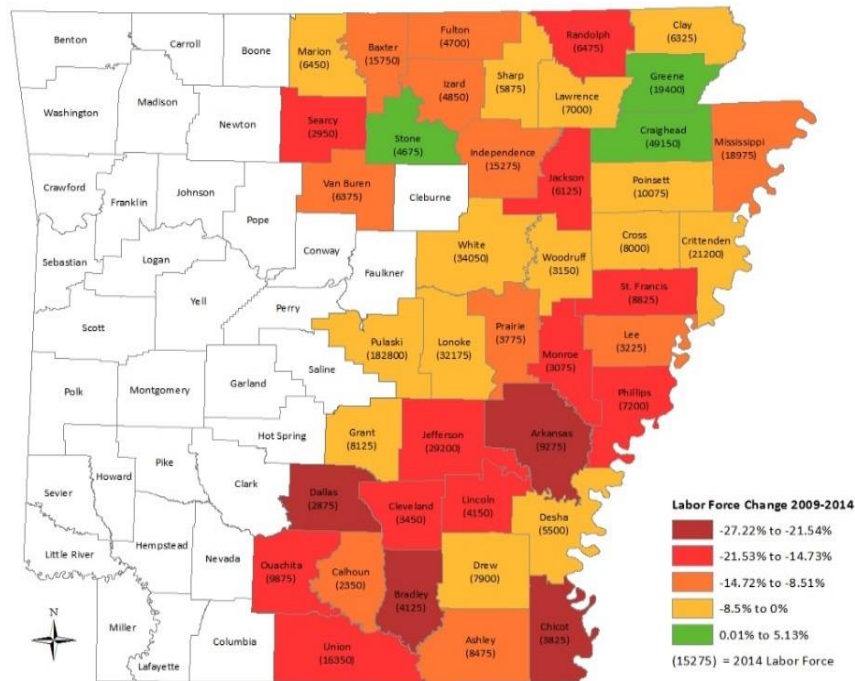 Benton
Carroll
Boone
Marion
(6450)
Baxter
(15750)
Fulton
(4700)
Randolph
(6475)
Clay
(6325)
Izard
(4850)
Sharp
(5875)
Lawrence
(7000)
Greene
(19400)
Washington
Madison
Newton
Searcy
(2950)
Stone
(4675)
Independence
(15275)
Jackson
(6125)
Craighead
(49150)
Mississippi
(18975)
Crawford
Franklin
Johnson
Pope
Van Buren
(6375)
Cleburne
Poinsett
(10075)
Sebastian
Logan
Conway
Faulkner
White
(34050)
Woodruff
(3150)
Cross
(8000)
Crittenden
(21200)
Scott
Yell
Perry
St. Francis
(8825)
Pulaski
(182800)
Lonoke
(32175)
Prairie
(3775)
Monroe
(3075)
Lee
(3225)
Polk
Montgomery
Garland
Saline
Phillips
(7200)
Hot Spring
Grant
(8125)
Jefferson
(29200)
Arkansas
(9275)
Sevier
Howard
Pike
Clark
Dallas
(2875)
Cleveland
(3450)
Lincoln
(4150)
Desha
(5500)
Little River
Hempstead
Nevada
Ouachita
(9875)
Calhoun
(2350)
Bradley
(4125)
Drew
(7900)
Miller
Lafayette
Columbia
Union
(16350)
Ashley
(8475)
Chicot
(3825)
N
Labor Force Change 2009-2014
-27.22% to -21.54%
-21.53% to -14.73%
-14.72% to -8.51%
-8.5% to 0%
0.01% to 5.13%
(15275) = 2014 Labor Force